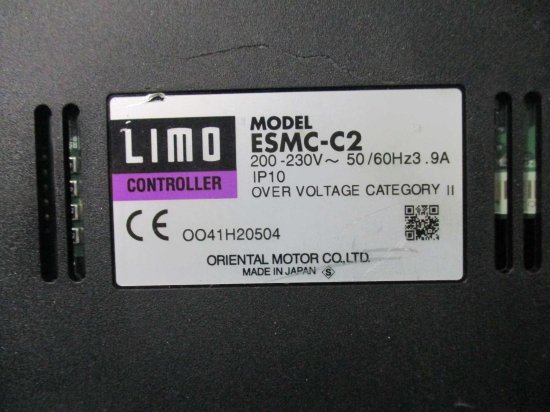 LIMO
CONTROLLER
MODEL
ESMC-C2
200-230V~ 50/60Hz3.9A
IP10
OVER VOLTAGE CATEGORY II
CE OO41H20504
ORIENTAL MOTOR CO.LTD.
MADE IN JAPAN S